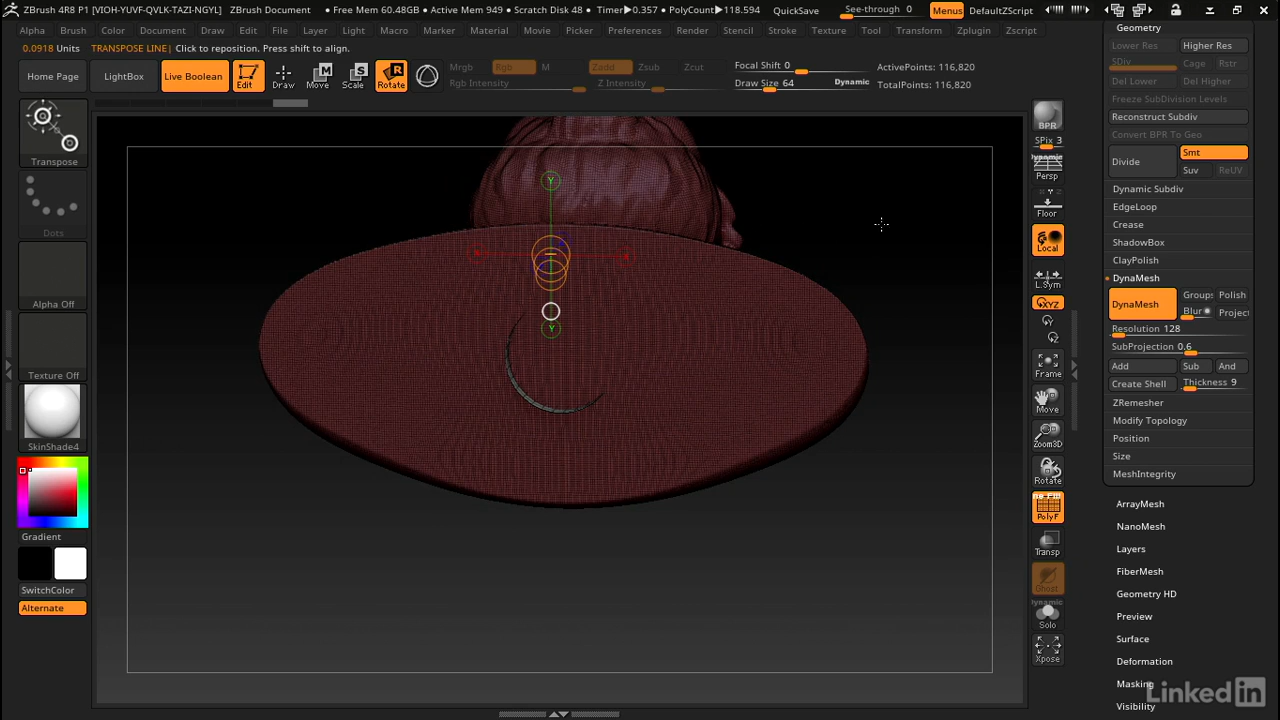 ZBrush 4R8 P1 [VIOH-YUVF-QVLK-TAZI-NGYL] ZBrush Document • Free Mem 60.48GB • Active Mem 949 • Scratch Disk 48 • Timer▶0.357 • PolyCount▶118.594 QuickSave See-through 0 Menus DefaultZScript
Alpha Brush Color Document Draw Edit File Layer Light Macro Marker Material Movie Picker Preferences Render Stencil Stroke Texture Tool Transform Zplugin Zscript
0.0918 Units TRANSPOSE LINE| Click to reposition. Press shift to align.
Home Page LightBox Live Boolean Edit Draw Move Scale Rotate
Mrgb Rgb M Zadd Zsub Zcut Focal Shift 0 ActivePoints: 116,820
Rgb Intensity Z Intensity Draw Size 64 Dynamic TotalPoints: 116,820
Transpose
Dots
Alpha Off
Texture Off
SkinShade4
Gradient
SwitchColor
Alternate
Y
Y
BPR
SPix 3
Dynamic
Persp
Floor
Local
L.Sym
XYZ
Y
Z
Frame
Move
Zoom3D
Rotate
PolyF
Transp
Ghost
Dynamic
Solo
Xpose
Geometry
Lower Res Higher Res
SDiv Cage Rstr
Del Lower Del Higher
Freeze SubDivision Levels
Reconstruct Subdiv
Convert BPR To Geo
Divide Smt
Suv ReUV
Dynamic Subdiv
EdgeLoop
Crease
ShadowBox
ClayPolish
DynaMesh
DynaMesh Groups Polish
Blur Project
Resolution 128
SubProjection 0.6
Add Sub And
Create Shell Thickness 9
ZRemesher
Modify Topology
Position
Size
MeshIntegrity
ArrayMesh
NanoMesh
Layers
FiberMesh
Geometry HD
Preview
Surface
Deformation
Masking
Visibility
LinkedIn